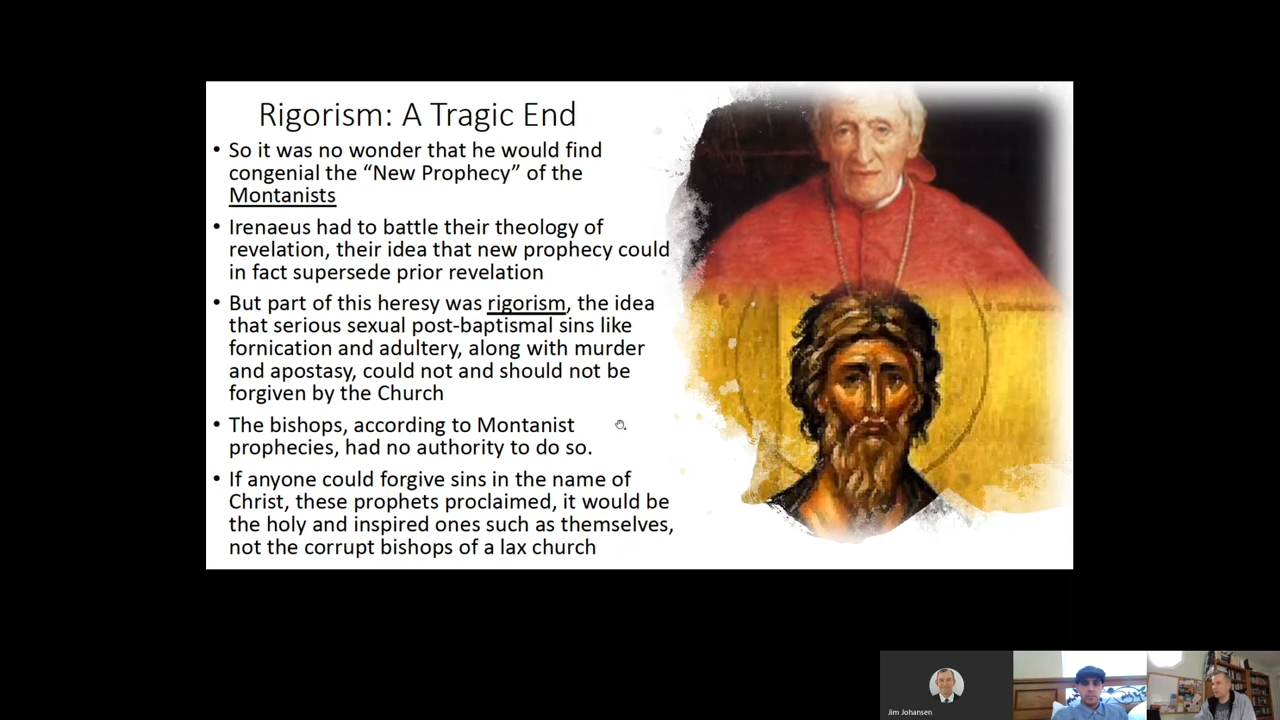 Rigorism: A Tragic End
• So it was no wonder that he would find
congenial the “New Prophecy” of the
Montanists
• Irenaeus had to battle their theology of
revelation, their idea that new prophecy could
in fact supersede prior revelation
• But part of this heresy was rigorism, the idea
that serious sexual post-baptismal sins like
fornication and adultery, along with murder
and apostasy, could not and should not be
forgiven by the Church
• The bishops, according to Montanist
prophecies, had no authority to do so.
• If anyone could forgive sins in the name of
Christ, these prophets proclaimed, it would be
the holy and inspired ones such as themselves,
not the corrupt bishops of a lax church
Jim Johansen